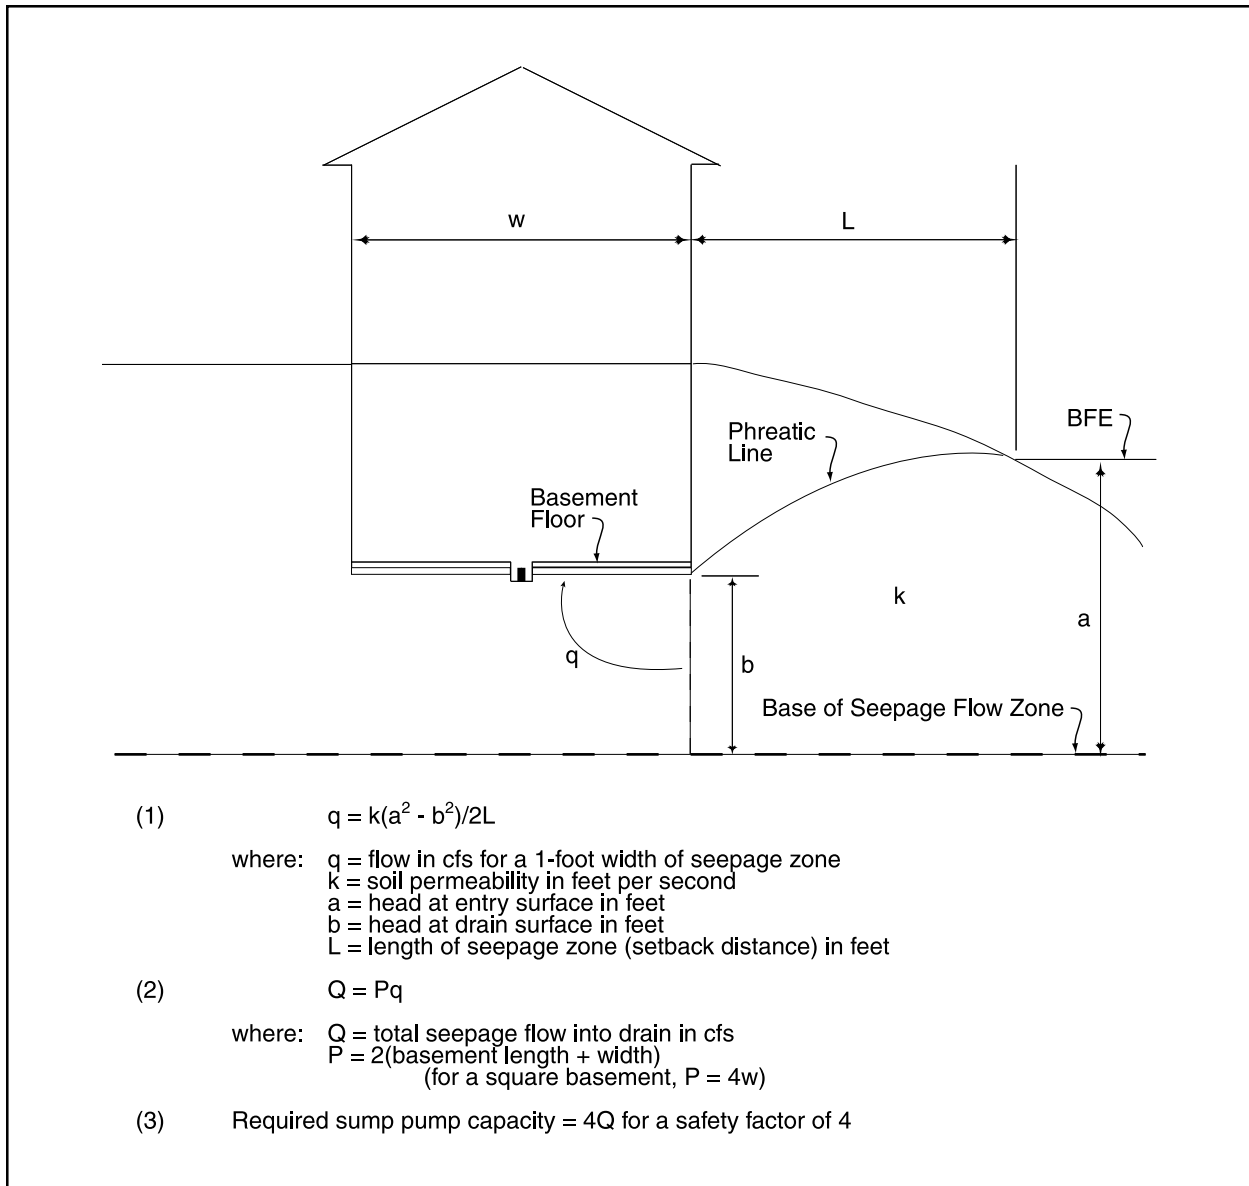 w
L
BFE
Phreatic
Line
Basement
Floor
k
a
q
b
Base of Seepage Flow Zone
(1) q = k(a² - b²)/2L
where: q = flow in cfs for a 1-foot width of seepage zone
k = soil permeability in feet per second
a = head at entry surface in feet
b = head at drain surface in feet
L = length of seepage zone (setback distance) in feet
(2) Q = Pq
where: Q = total seepage flow into drain in cfs
P = 2(basement length + width)
(for a square basement, P = 4w)
(3) Required sump pump capacity = 4Q for a safety factor of 4